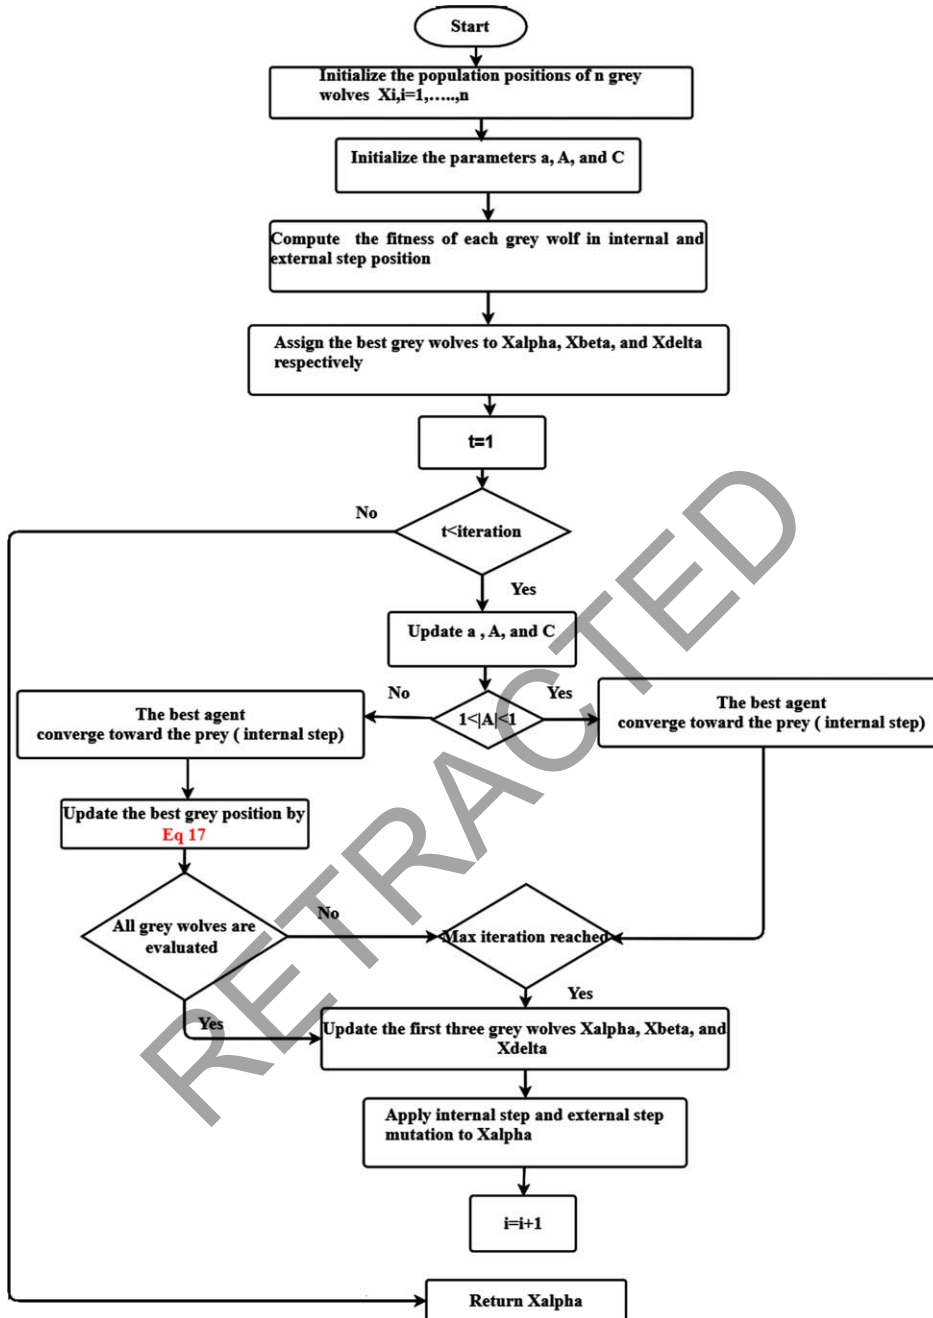 Start
Initialize the population positions of n grey
wolves Xi,i=1,.....,n
Initialize the parameters a, A, and C
Compute the fitness of each grey wolf in internal and
external step position
Assign the best grey wolves to Xalpha, Xbeta, and Xdelta
respectively
t=1
No
t<iteration
Yes
Update a , A, and C
No
1<|A|<1
Yes
The best agent
converge toward the prey ( internal step)
The best agent
converge toward the prey ( internal step)
Update the best grey position by
Eq 17
All grey wolves are
evaluated
No
Max iteration reached
Yes
Yes
Update the first three grey wolves Xalpha, Xbeta, and
Xdelta
Apply internal step and external step
mutation to Xalpha
i=i+1
Return Xalpha
RETRACTED